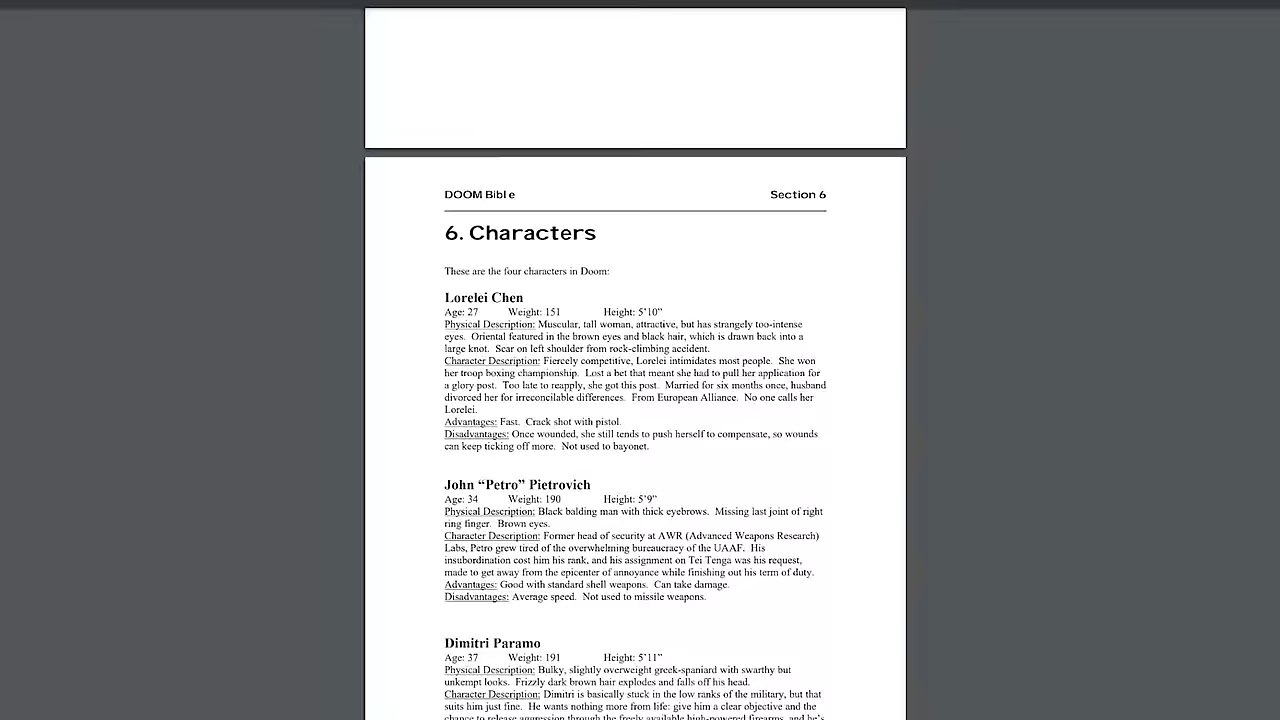 DOOM Bible Section 6
6. Characters
These are the four characters in Doom:
Lorelei Chen
Age: 27 Weight: 151 Height: 5’10”
Physical Description: Muscular, tall woman, attractive, but has strangely too-intense
eyes. Oriental featured in the brown eyes and black hair, which is drawn back into a
large knot. Scar on left shoulder from rock-climbing accident.
Character Description: Fiercely competitive, Lorelei intimidates most people. She won
her troop boxing championship. Lost a bet that meant she had to pull her application for
a glory post. Too late to reapply, she got this post. Married for six months once, husband
divorced her for irreconcilable differences. From European Alliance. No one calls her
Lorelei.
Advantages: Fast. Crack shot with pistol.
Disadvantages: Once wounded, she still tends to push herself to compensate, so wounds
can keep ticking off more. Not used to bayonet.
John “Petro” Pietrovich
Age: 34 Weight: 190 Height: 5’9”
Physical Description: Black balding man with thick eyebrows. Missing last joint of right
ring finger. Brown eyes.
Character Description: Former head of security at AWR (Advanced Weapons Research)
Labs, Petro grew tired of the overwhelming bureaucracy of the UAAF. His
insubordination cost him his rank, and his assignment on Tei Tenga was his request,
made to get away from the epicenter of annoyance while finishing out his term of duty.
Advantages: Good with standard shell weapons. Can take damage.
Disadvantages: Average speed. Not used to missile weapons.
Dimitri Paramo
Age: 37 Weight: 191 Height: 5’11”
Physical Description: Bulky, slightly overweight greek-spaniard with swarthy but
unkempt looks. Frizzly dark brown hair explodes and falls off his head.
Character Description: Dimitri is basically stuck in the low ranks of the military, but that
suits him just fine. He wants nothing more from life: give him a clear objective and the
chance to release aggression through the freely available high-powered firearms, and he’s